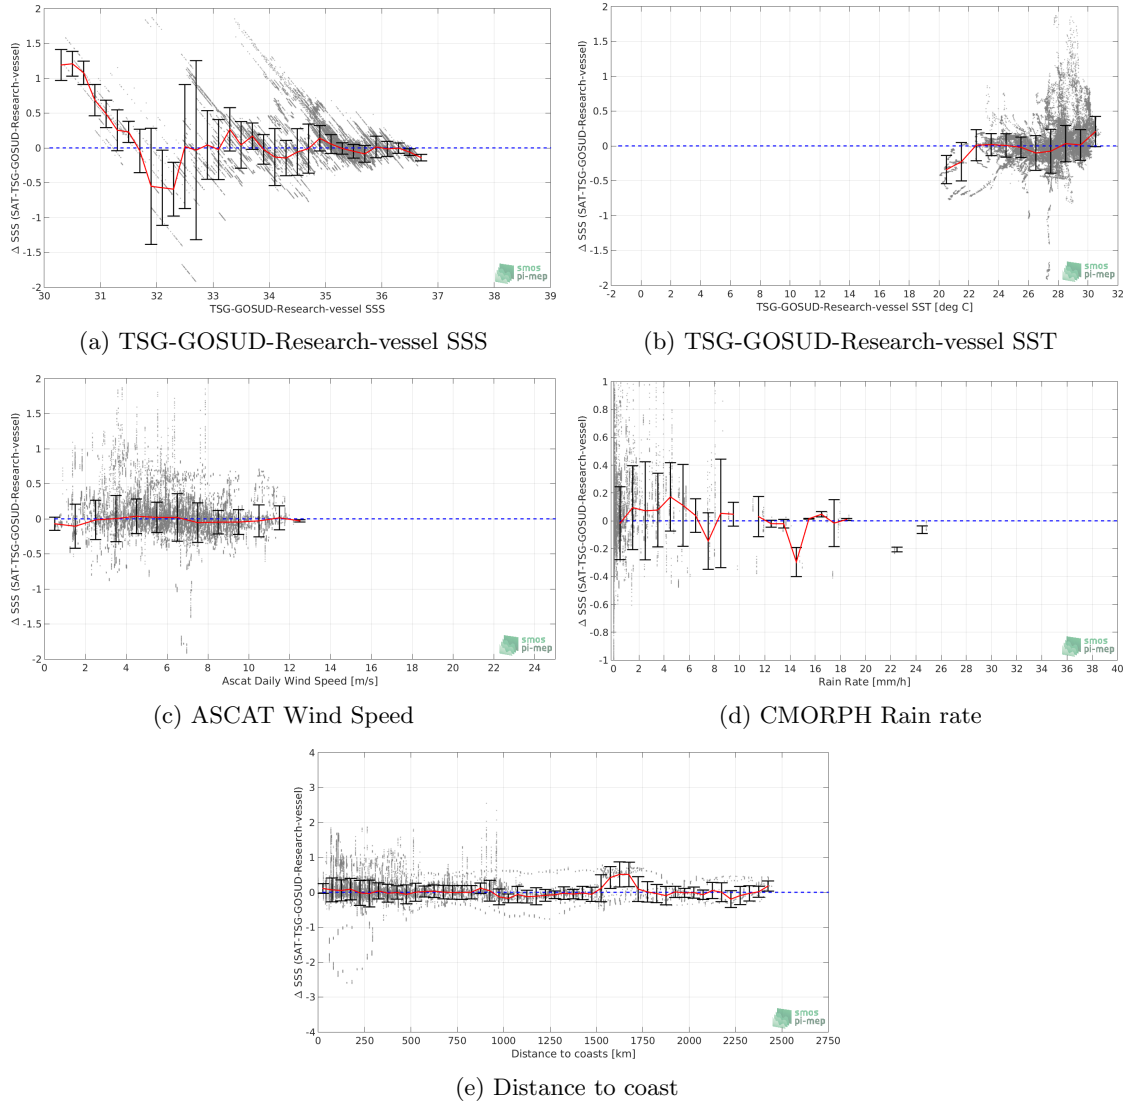 2
1.5
1
0.5
0
-0.5
-1
-1.5
-2
Δ SSS (SAT-TSG-GOSUD-Research-vessel)
30 31 32 33 34 35 36 37 38 39
TSG-GOSUD-Research-vessel SSS
smos
pi-mep
(a) TSG-GOSUD-Research-vessel SSS
2
1.5
1
0.5
0
-0.5
-1
-1.5
-2
Δ SSS (SAT-TSG-GOSUD-Research-vessel)
-2 0 2 4 6 8 10 12 14 16 18 20 22 24 26 28 30 32
TSG-GOSUD-Research-vessel SST [deg C]
smos
pi-mep
(b) TSG-GOSUD-Research-vessel SST
2
1.5
1
0.5
0
-0.5
-1
-1.5
-2
Δ SSS (SAT-TSG-GOSUD-Research-vessel)
0 2 4 6 8 10 12 14 16 18 20 22 24
Ascat Daily Wind Speed [m/s]
smos
pi-mep
(c) ASCAT Wind Speed
1
0.8
0.6
0.4
0.2
0
-0.2
-0.4
-0.6
-0.8
-1
Δ SSS (SAT-TSG-GOSUD-Research-vessel)
0 2 4 6 8 10 12 14 16 18 20 22 24 26 28 30 32 34 36 38 40
Rain Rate [mm/h]
smos
pi-mep
(d) CMORPH Rain rate
4
3
2
1
0
-1
-2
-3
-4
Δ SSS (SAT-TSG-GOSUD-Research-vessel)
0 250 500 750 1000 1250 1500 1750 2000 2250 2500 2750
Distance to coasts [km]
smos
pi-mep
(e) Distance to coast